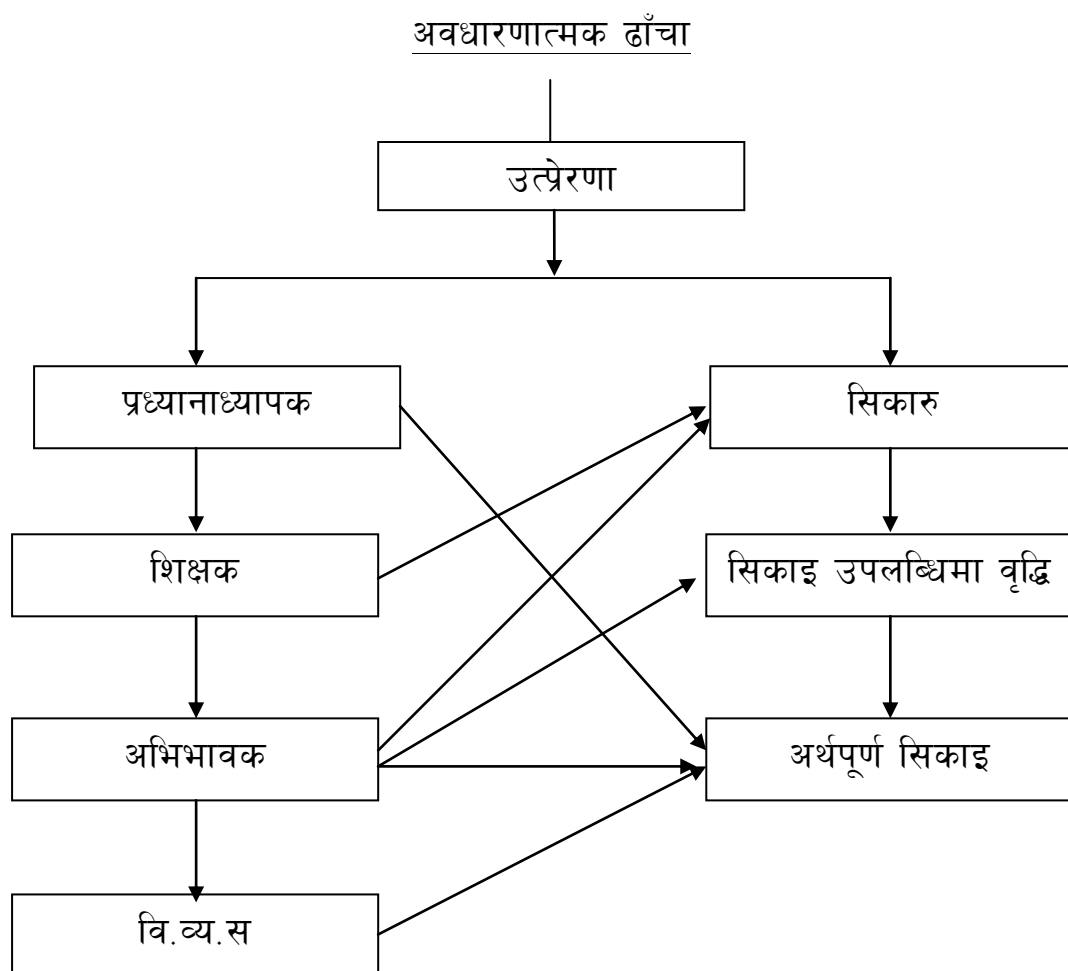 अवधारणात्मक ढाँचा
उत्प्रेरणा
प्रध्यानाध्यापक
सिकारु
शिक्षक
सिकाइ उपलब्धिमा वृद्धि
अभिभावक
अर्थपूर्ण सिकाइ
वि.व्य.स